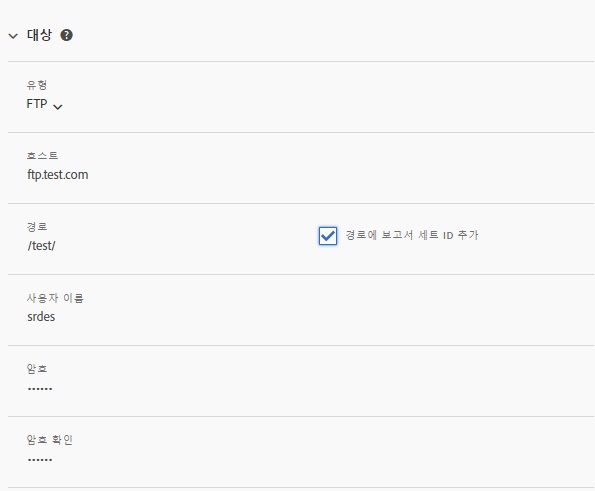 대상
유형
FTP
호스트
ftp.test.com
경로
/test/
경로에 보고서 세트 ID 추가
사용자 이름
srdes
암호
••••••
암호 확인
••••••